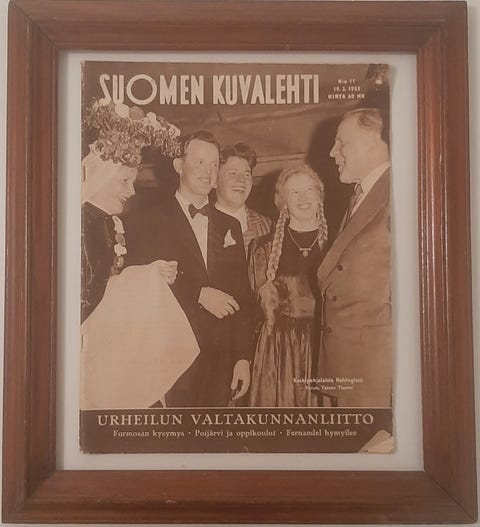 SUOMEN KUVALEHTI
N:o 11
19. 3. 1955
HINTA 60 MK
Keskipohjalaisia Helsingissä
— Valok. Taisto Tuomi
URHEILUN VALTAKUNNANLIITTO
Formosan kysymys · Poijärvi ja oppikoulut · Fernandel hymyilee